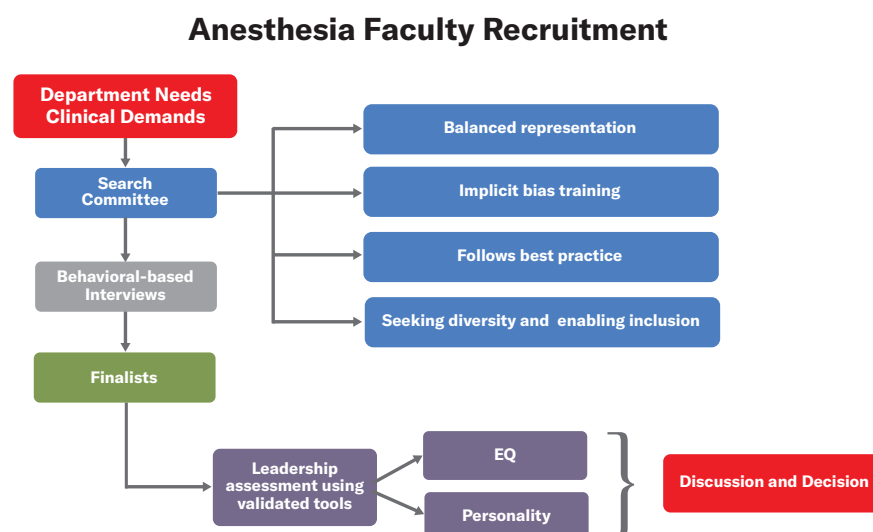 Anesthesia Faculty Recruitment
Department Needs
Clinical Demands
Balanced representation
Search
Committee
Implicit bias training
Follows best practice
Behavioral-based
Interviews
Seeking diversity and enabling inclusion
Finalists
Leadership
assessment using
validated tools
EQ
Personality
Discussion and Decision